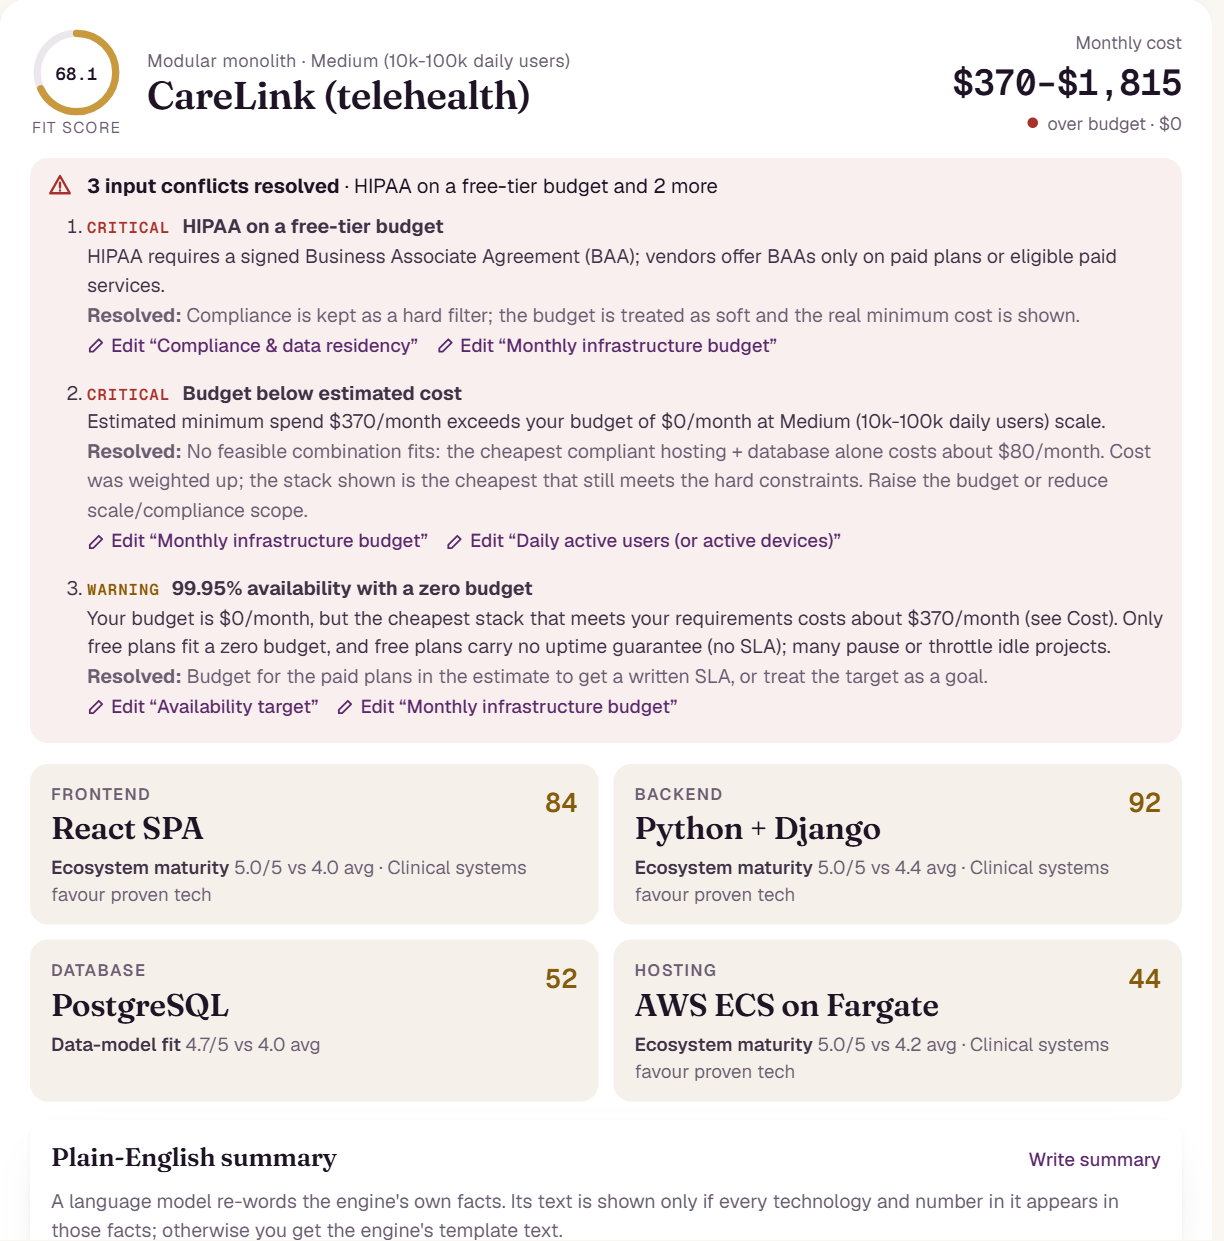 68.1
FIT SCORE
Modular monolith · Medium (10k-100k daily users)
CareLink (telehealth)
Monthly cost
$370–$1,815
over budget · $0
3 input conflicts resolved · HIPAA on a free-tier budget and 2 more
1. CRITICAL HIPAA on a free-tier budget
HIPAA requires a signed Business Associate Agreement (BAA); vendors offer BAAs only on paid plans or eligible paid
services.
Resolved: Compliance is kept as a hard filter; the budget is treated as soft and the real minimum cost is shown.
Edit “Compliance & data residency” Edit “Monthly infrastructure budget”
2. CRITICAL Budget below estimated cost
Estimated minimum spend $370/month exceeds your budget of $0/month at Medium (10k-100k daily users) scale.
Resolved: No feasible combination fits: the cheapest compliant hosting + database alone costs about $80/month. Cost
was weighted up; the stack shown is the cheapest that still meets the hard constraints. Raise the budget or reduce
scale/compliance scope.
Edit “Monthly infrastructure budget” Edit “Daily active users (or active devices)”
3. WARNING 99.95% availability with a zero budget
Your budget is $0/month, but the cheapest stack that meets your requirements costs about $370/month (see Cost). Only
free plans fit a zero budget, and free plans carry no uptime guarantee (no SLA); many pause or throttle idle projects.
Resolved: Budget for the paid plans in the estimate to get a written SLA, or treat the target as a goal.
Edit “Availability target” Edit “Monthly infrastructure budget”
FRONTEND
84
React SPA
Ecosystem maturity 5.0/5 vs 4.0 avg · Clinical systems
favour proven tech
BACKEND
92
Python + Django
Ecosystem maturity 5.0/5 vs 4.4 avg · Clinical systems
favour proven tech
DATABASE
52
PostgreSQL
Data-model fit 4.7/5 vs 4.0 avg
HOSTING
44
AWS ECS on Fargate
Ecosystem maturity 5.0/5 vs 4.2 avg · Clinical systems
favour proven tech
Plain-English summary
Write summary
A language model re-words the engine's own facts. Its text is shown only if every technology and number in it appears in
those facts; otherwise you get the engine's template text.